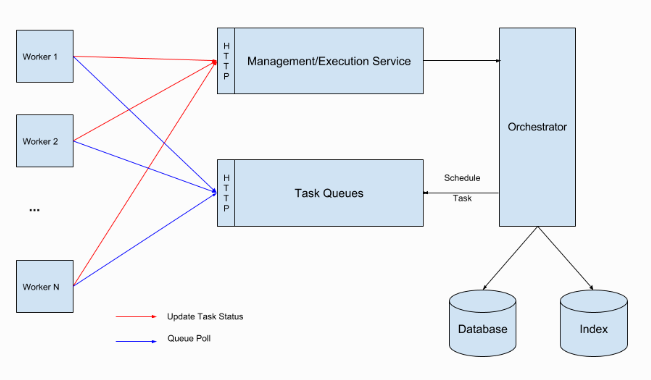 Worker 1
Worker 2
...
Worker N
H
T
T
P
Management/Execution Service
H
T
T
P
Task Queues
Orchestrator
Schedule
Task
Database
Index
Update Task Status
Queue Poll